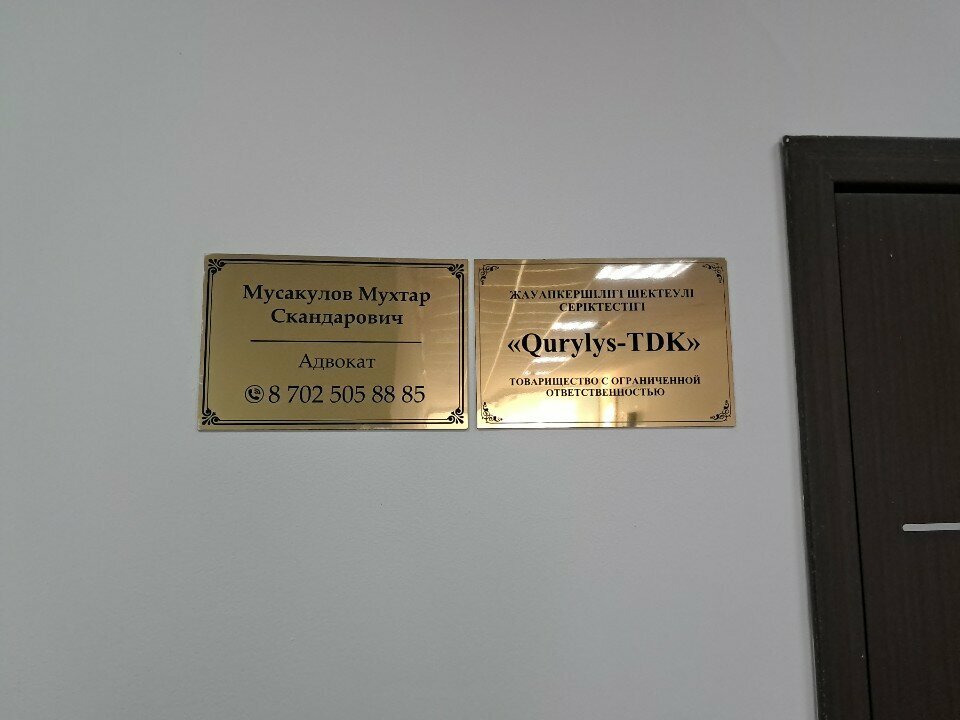 Мусакулов Мухтар
Скандарович
Адвокат
8 702 505 88 85
ЖАУАПКЕРШІЛІГІ ШЕКТЕУЛІ
СЕРІКТЕСТІГІ
«Qurylys-TDK»
ТОВАРИЩЕСТВО С ОГРАНИЧЕННОЙ
ОТВЕТСТВЕННОСТЬЮ